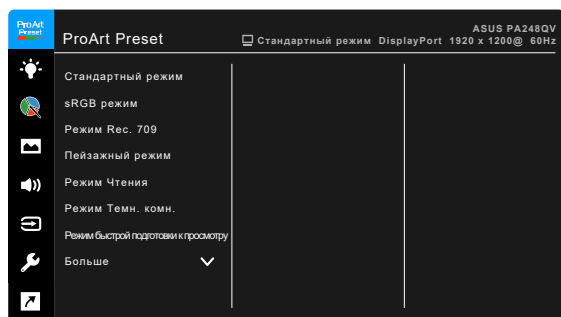 ProArt
Preset
ProArt Preset
ASUS PA248QV
Стандартный режим DisplayPort 1920 x 1200@ 60Hz
Стандартный режим
sRGB режим
Режим Rec. 709
Пейзажный режим
Режим Чтения
Режим Темн. комн.
Режим быстрой подготовки к просмотру
Больше